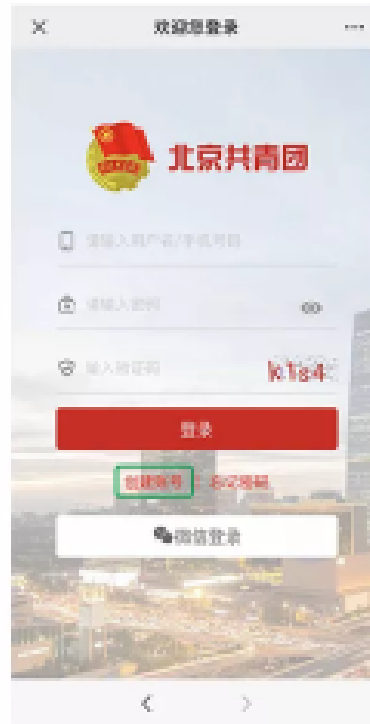 欢迎您登录
北京共青团
请输入用户名/手机号码
请输入密码
输入验证码
k184
登录
创建账号 | 忘记密码
微信登录